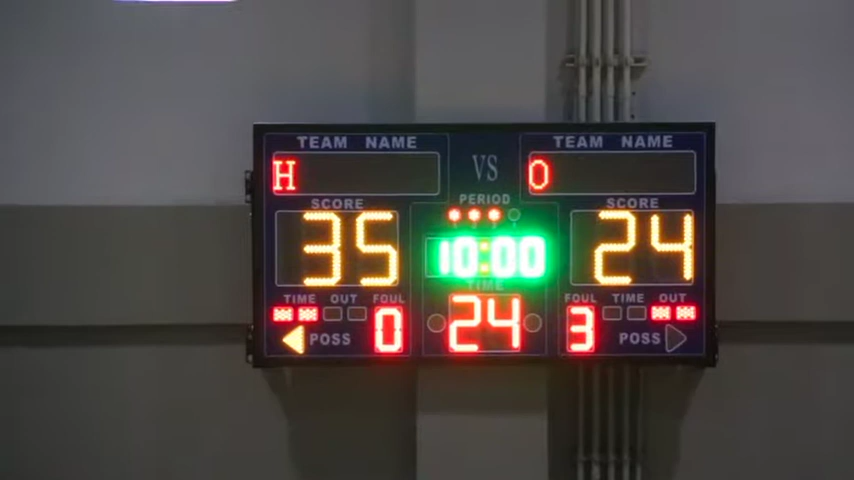 TEAM NAME
TEAM NAME
H
VS
O
PERIOD
SCORE
SCORE
35
10:00
24
TIME
TIME OUT
FOUL
24
FOUL
TIME OUT
POSS
0
3
POSS